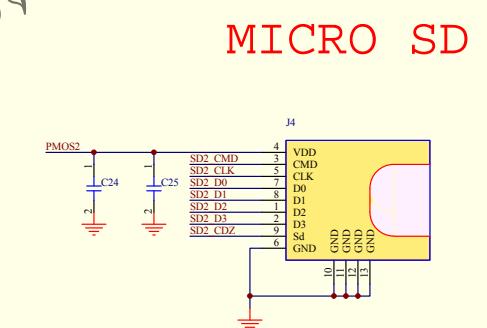 MICRO SD
J4
PMOS2
4 VDD
SD2_CMD 3 CMD
SD2_CLK 5 CLK
SD2_D0 7 D0
SD2_D1 8 D1
SD2_D2 1 D2
SD2_D3 2 D3
SD2_CDZ 9 Sd
6 GND
1 C24 2
1 C25 2
GND GND GND GND
10 11 12 13